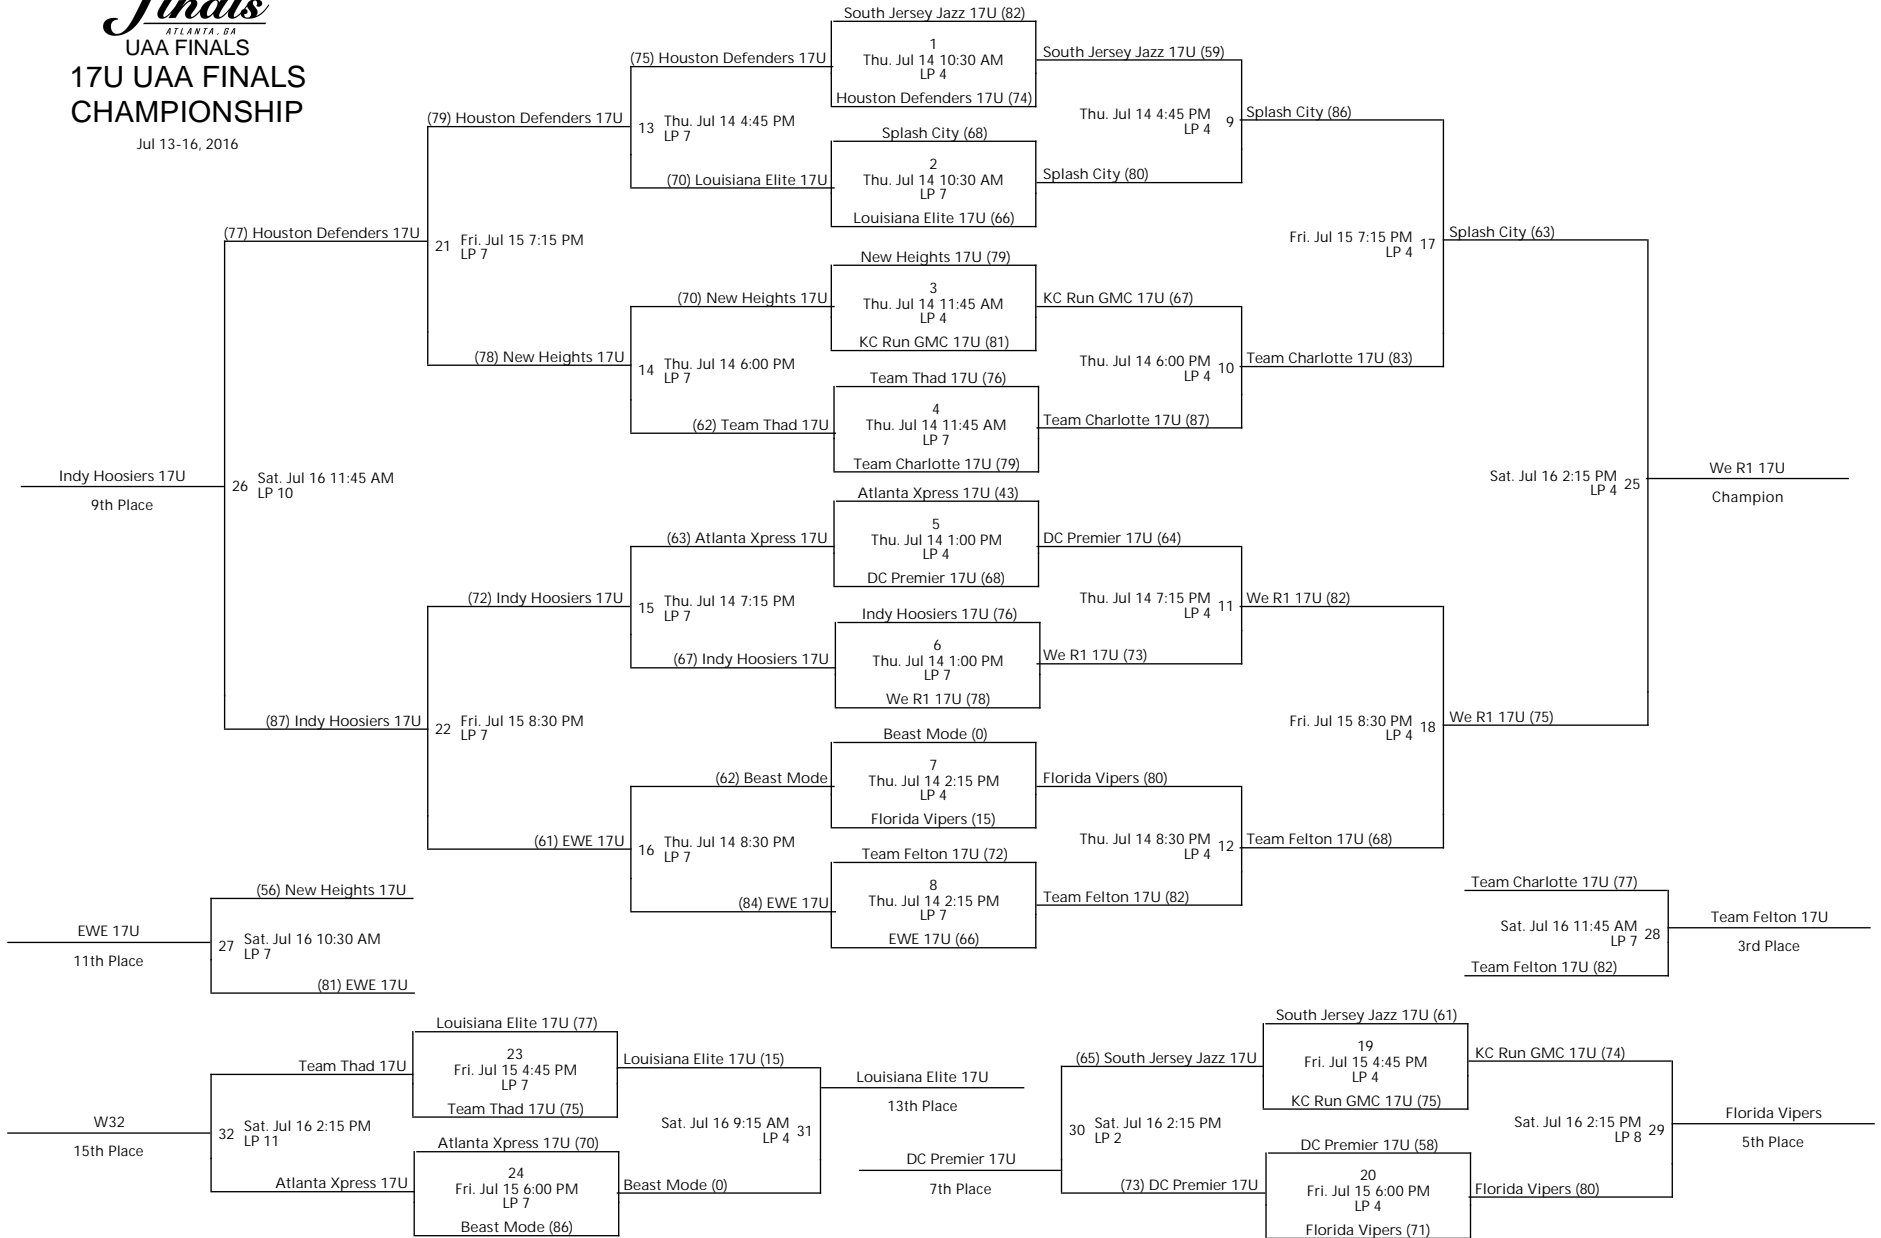 Finals
ATLANTA, GA
UAA FINALS
17U UAA FINALS
CHAMPIONSHIP
Jul 13-16, 2016
South Jersey Jazz 17U (82)
1
Thu. Jul 14 10:30 AM
LP 4
Houston Defenders 17U (74)
Splash City (68)
2
Thu. Jul 14 10:30 AM
LP 7
Louisiana Elite 17U (66)
New Heights 17U (79)
3
Thu. Jul 14 11:45 AM
LP 4
KC Run GMC 17U (81)
Team Thad 17U (76)
4
Thu. Jul 14 11:45 AM
LP 7
Team Charlotte 17U (79)
Atlanta Xpress 17U (43)
5
Thu. Jul 14 1:00 PM
LP 4
DC Premier 17U (68)
Indy Hoosiers 17U (76)
6
Thu. Jul 14 1:00 PM
LP 7
We R1 17U (78)
Beast Mode (0)
7
Thu. Jul 14 2:15 PM
LP 4
Florida Vipers (15)
Team Felton 17U (72)
8
Thu. Jul 14 2:15 PM
LP 7
EWE 17U (66)
(75) Houston Defenders 17U
13 Thu. Jul 14 4:45 PM
LP 7
(70) Louisiana Elite 17U
(70) New Heights 17U
14 Thu. Jul 14 6:00 PM
LP 7
(62) Team Thad 17U
(63) Atlanta Xpress 17U
15 Thu. Jul 14 7:15 PM
LP 7
(67) Indy Hoosiers 17U
(62) Beast Mode
16 Thu. Jul 14 8:30 PM
LP 7
(84) EWE 17U
(79) Houston Defenders 17U
21 Fri. Jul 15 7:15 PM
LP 7
(78) New Heights 17U
(72) Indy Hoosiers 17U
22 Fri. Jul 15 8:30 PM
LP 7
(61) EWE 17U
(77) Houston Defenders 17U
26 Sat. Jul 16 11:45 AM
LP 10
(87) Indy Hoosiers 17U
Indy Hoosiers 17U
9th Place
South Jersey Jazz 17U (59)
Thu. Jul 14 4:45 PM 9
LP 4
Splash City (80)
KC Run GMC 17U (67)
Thu. Jul 14 6:00 PM 10
LP 4
Team Charlotte 17U (87)
DC Premier 17U (64)
Thu. Jul 14 7:15 PM 11
LP 4
We R1 17U (73)
Florida Vipers (80)
Thu. Jul 14 8:30 PM 12
LP 4
Team Felton 17U (82)
Splash City (86)
Fri. Jul 15 7:15 PM 17
LP 4
Team Charlotte 17U (83)
We R1 17U (82)
Fri. Jul 15 8:30 PM 18
LP 4
Team Felton 17U (68)
Splash City (63)
Sat. Jul 16 2:15 PM 25
LP 4
We R1 17U (75)
We R1 17U
Champion
(56) New Heights 17U
27 Sat. Jul 16 10:30 AM
LP 7
(81) EWE 17U
EWE 17U
11th Place
Team Charlotte 17U (77)
Sat. Jul 16 11:45 AM 28
LP 7
Team Felton 17U (82)
Team Felton 17U
3rd Place
Louisiana Elite 17U (77)
23
Fri. Jul 15 4:45 PM
LP 7
Team Thad 17U (75)
Atlanta Xpress 17U (70)
24
Fri. Jul 15 6:00 PM
LP 7
Beast Mode (86)
Team Thad 17U
32 Sat. Jul 16 2:15 PM
LP 11
Atlanta Xpress 17U
W32
15th Place
Louisiana Elite 17U (15)
Sat. Jul 16 9:15 AM 31
LP 4
Beast Mode (0)
Louisiana Elite 17U
13th Place
South Jersey Jazz 17U (61)
19
Fri. Jul 15 4:45 PM
LP 4
KC Run GMC 17U (75)
DC Premier 17U (58)
20
Fri. Jul 15 6:00 PM
LP 4
Florida Vipers (71)
(65) South Jersey Jazz 17U
30 Sat. Jul 16 2:15 PM
LP 2
(73) DC Premier 17U
DC Premier 17U
7th Place
KC Run GMC 17U (74)
Sat. Jul 16 2:15 PM 29
LP 8
Florida Vipers (80)
Florida Vipers
5th Place